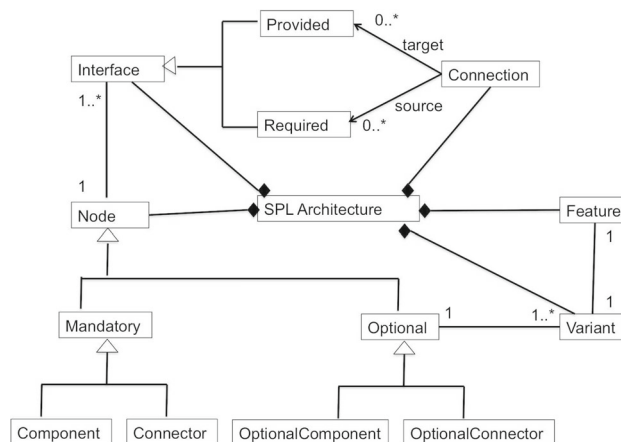 Provided
0..*
target
Interface
Connection
1..*
source
Required
0..*
1
SPL Architecture
Node
Feature
1
1
Mandatory
Optional
1
1..*
Variant
Component
Connector
OptionalComponent
OptionalConnector